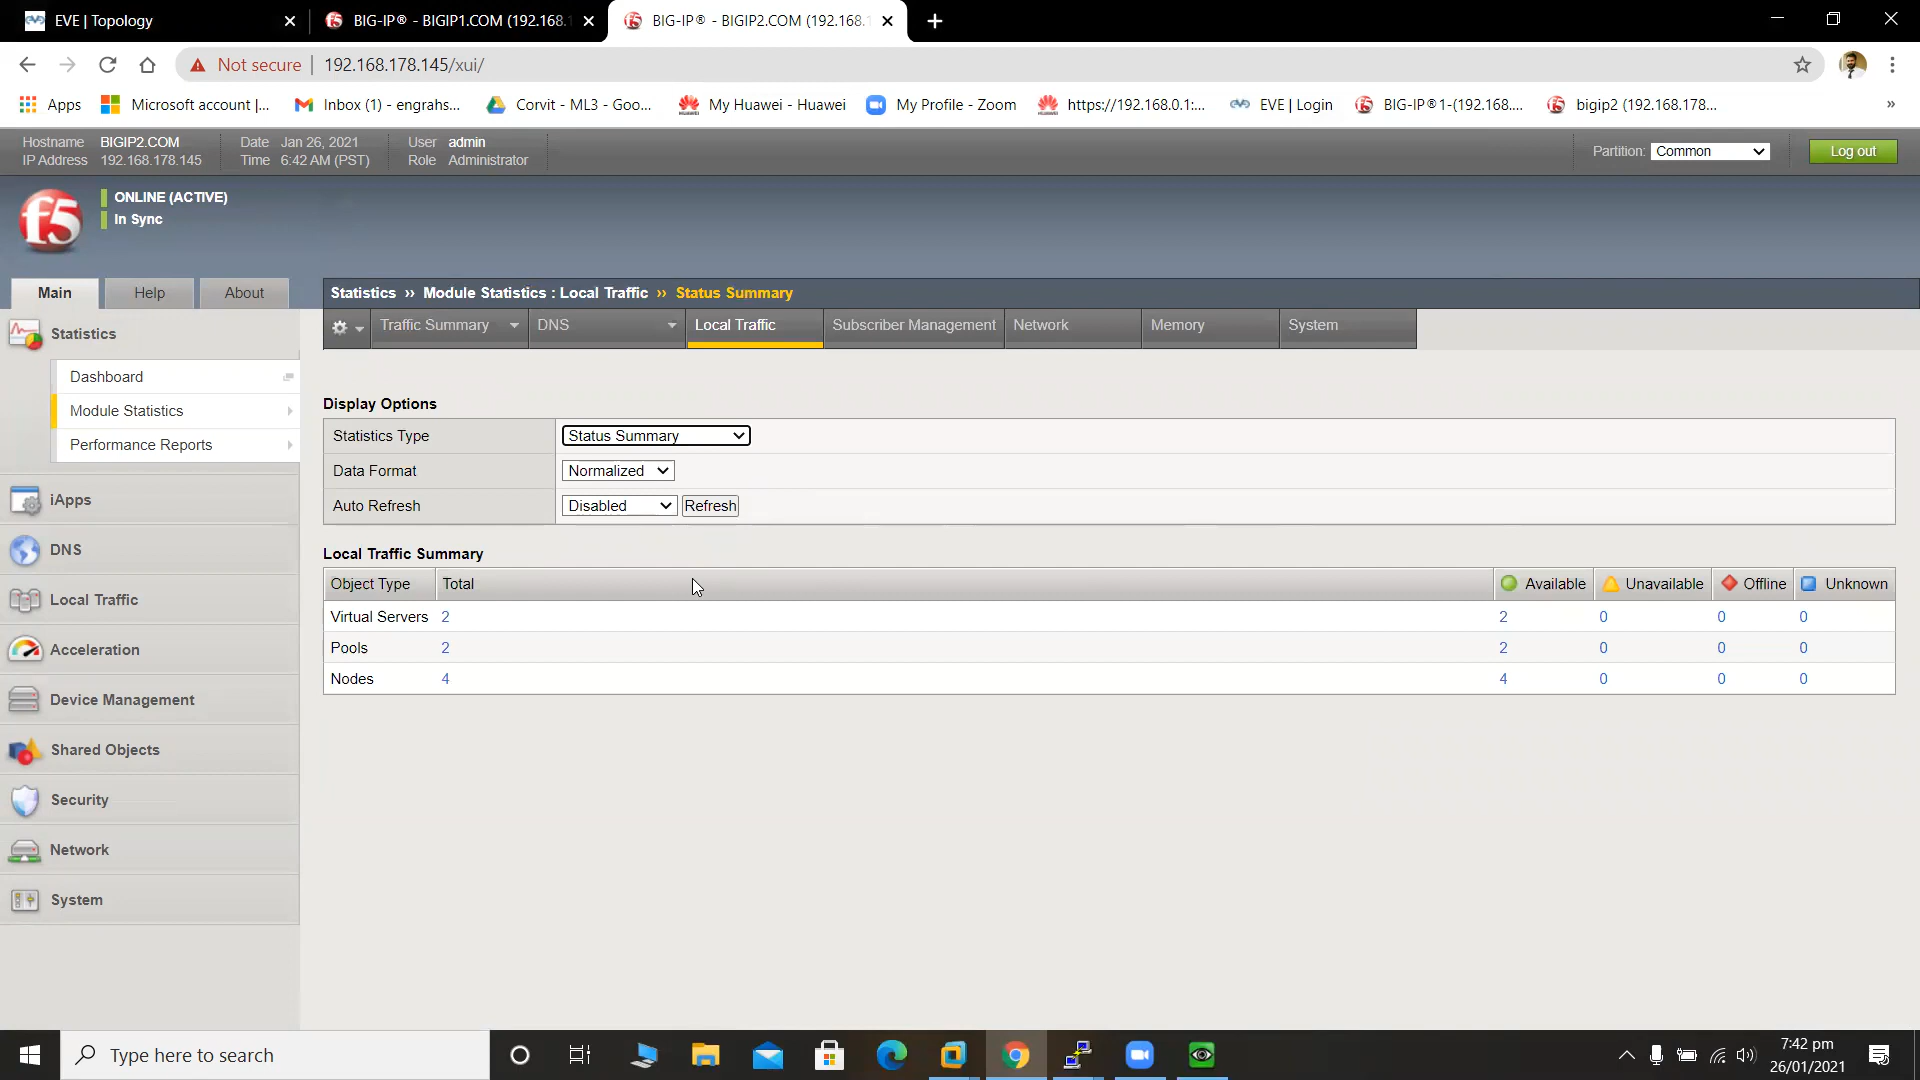 EVE | Topology
BIG-IP® - BIGIP1.COM (192.168.1
BIG-IP® - BIGIP2.COM (192.168.1
Not secure
192.168.178.145/xui/
Apps
Microsoft account |...
Inbox (1) - engrahs...
Corvit - ML3 - Goo...
My Huawei - Huawei
My Profile - Zoom
https://192.168.0.1:...
EVE | Login
BIG-IP®1-(192.168....
bigip2 (192.168.178...
»
Hostname BIGIP2.COM
IP Address 192.168.178.145
Date Jan 26, 2021
Time 6:42 AM (PST)
User admin
Role Administrator
Partition: Common
Log out
f5
ONLINE (ACTIVE)
In Sync
Main
Help
About
Statistics
Dashboard
Module Statistics
Performance Reports
iApps
DNS
Local Traffic
Acceleration
Device Management
Shared Objects
Security
Network
System
Statistics ›› Module Statistics : Local Traffic ›› Status Summary
Traffic Summary
DNS
Local Traffic
Subscriber Management
Network
Memory
System
Display Options
Statistics Type Status Summary
Data Format Normalized
Auto Refresh Disabled Refresh
Local Traffic Summary
Object Type Total Available Unavailable Offline Unknown
Virtual Servers 2 2 0 0 0
Pools 2 2 0 0 0
Nodes 4 4 0 0 0
Type here to search
7:42 pm
26/01/2021